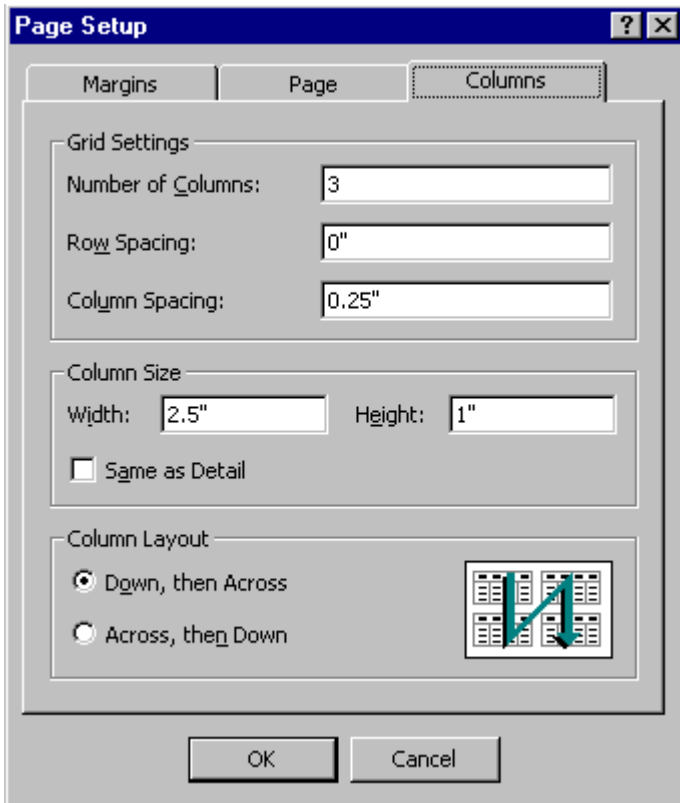 Page Setup
Margins Page Columns
Grid Settings
Number of Columns: 3
Row Spacing: 0"
Column Spacing: 0.25"
Column Size
Width: 2.5" Height: 1"
Same as Detail
Column Layout
Down, then Across
Across, then Down
OK Cancel